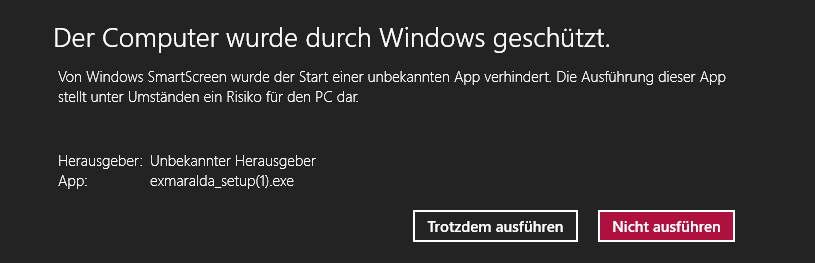 Der Computer wurde durch Windows geschützt.
Von Windows SmartScreen wurde der Start einer unbekannten App verhindert. Die Ausführung dieser App
stellt unter Umständen ein Risiko für den PC dar.
Herausgeber: Unbekannter Herausgeber
App: exmaralda_setup(1).exe
Trotzdem ausführen Nicht ausführen